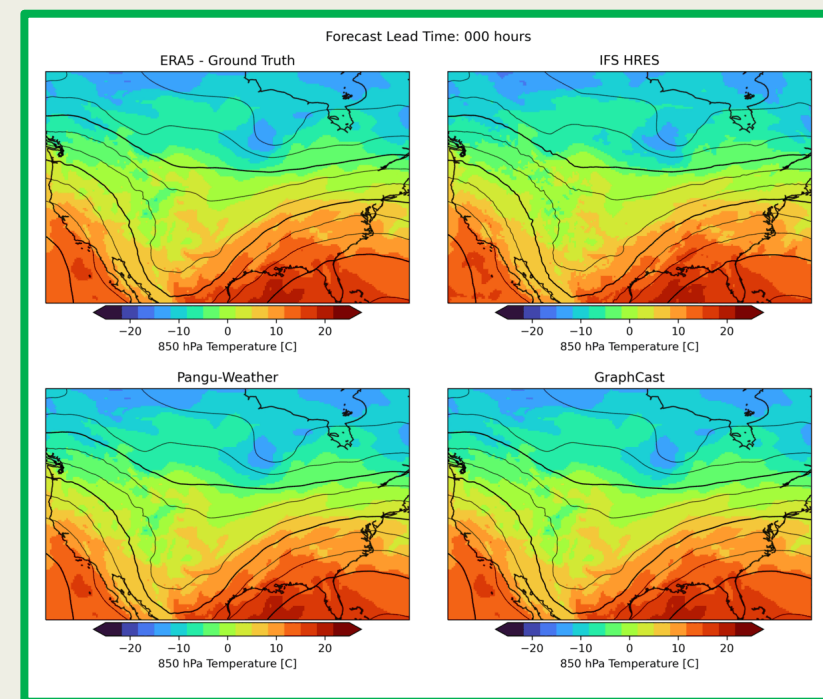 Forecast Lead Time: 000 hours
ERA5 - Ground Truth
IFS HRES
−20 −10 0 10 20
850 hPa Temperature [C]
−20 −10 0 10 20
850 hPa Temperature [C]
Pangu-Weather
GraphCast
−20 −10 0 10 20
850 hPa Temperature [C]
−20 −10 0 10 20
850 hPa Temperature [C]